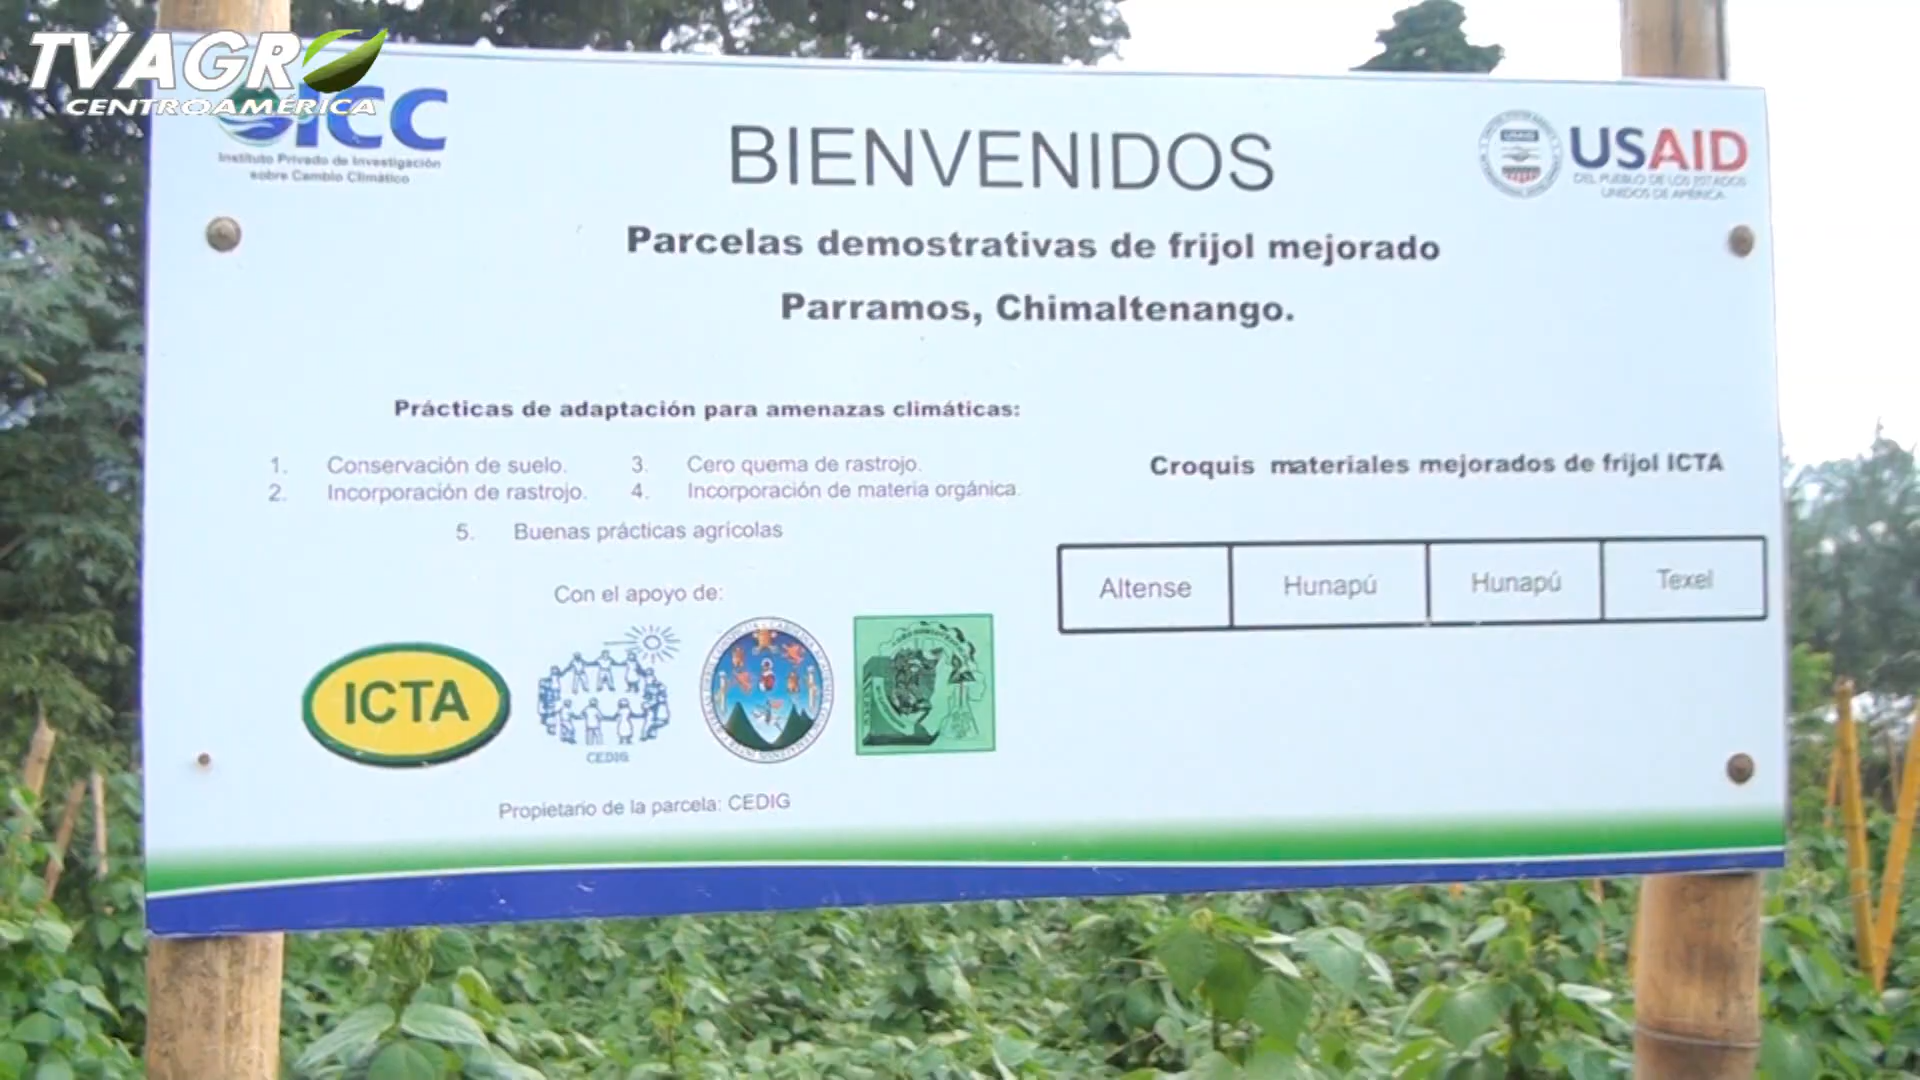 TVAGRO
CENTROAMÉRICA
ICC
Instituto Privado de Investigación
sobre Cambio Climático
BIENVENIDOS
USAID
DEL PUEBLO DE LOS ESTADOS
UNIDOS DE AMÉRICA
Parcelas demostrativas de frijol mejorado
Parramos, Chimaltenango.
Prácticas de adaptación para amenazas climáticas:
1. Conservación de suelo.
2. Incorporación de rastrojo.
3. Cero quema de rastrojo.
4. Incorporación de materia orgánica.
5. Buenas prácticas agrícolas
Croquis materiales mejorados de frijol ICTA
Altense Hunapú Hunapú Texel
Con el apoyo de:
ICTA
CEDIG
Propietario de la parcela: CEDIG